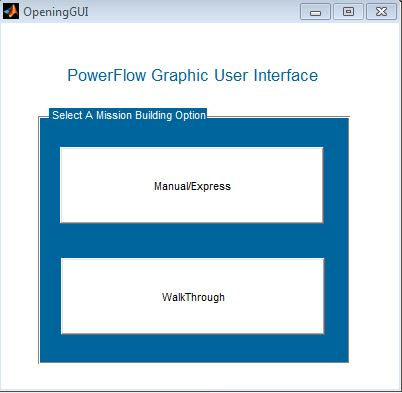 OpeningGUI
PowerFlow Graphic User Interface
Select A Mission Building Option
Manual/Express
WalkThrough